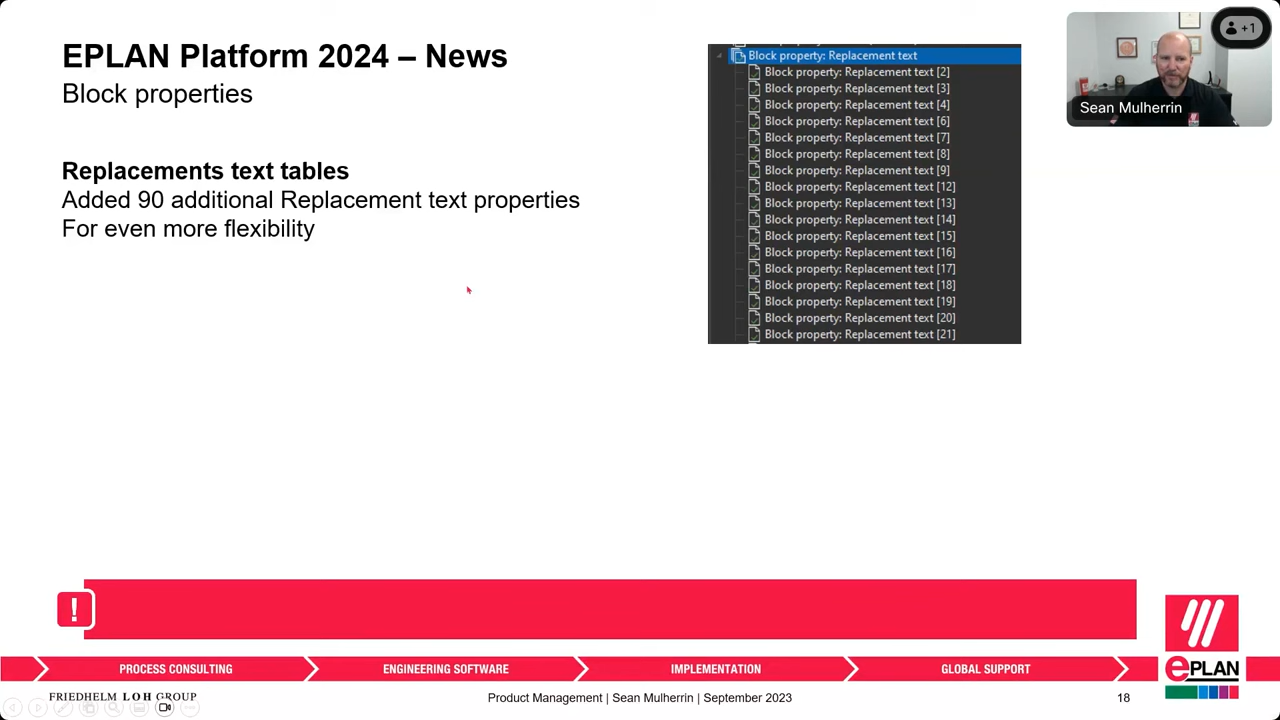 EPLAN Platform 2024 – News
Block properties
Replacements text tables
Added 90 additional Replacement text properties
For even more flexibility
Block property: Replacement text
Block property: Replacement text [2]
Block property: Replacement text [3]
Block property: Replacement text [4]
Block property: Replacement text [6]
Block property: Replacement text [7]
Block property: Replacement text [8]
Block property: Replacement text [9]
Block property: Replacement text [12]
Block property: Replacement text [13]
Block property: Replacement text [14]
Block property: Replacement text [15]
Block property: Replacement text [16]
Block property: Replacement text [17]
Block property: Replacement text [18]
Block property: Replacement text [19]
Block property: Replacement text [20]
Block property: Replacement text [21]
+1
Sean Mulherrin
!
PROCESS CONSULTING
ENGINEERING SOFTWARE
IMPLEMENTATION
GLOBAL SUPPORT
ePLAN
FRIEDHELM LOH GROUP
Product Management | Sean Mulherrin | September 2023
18